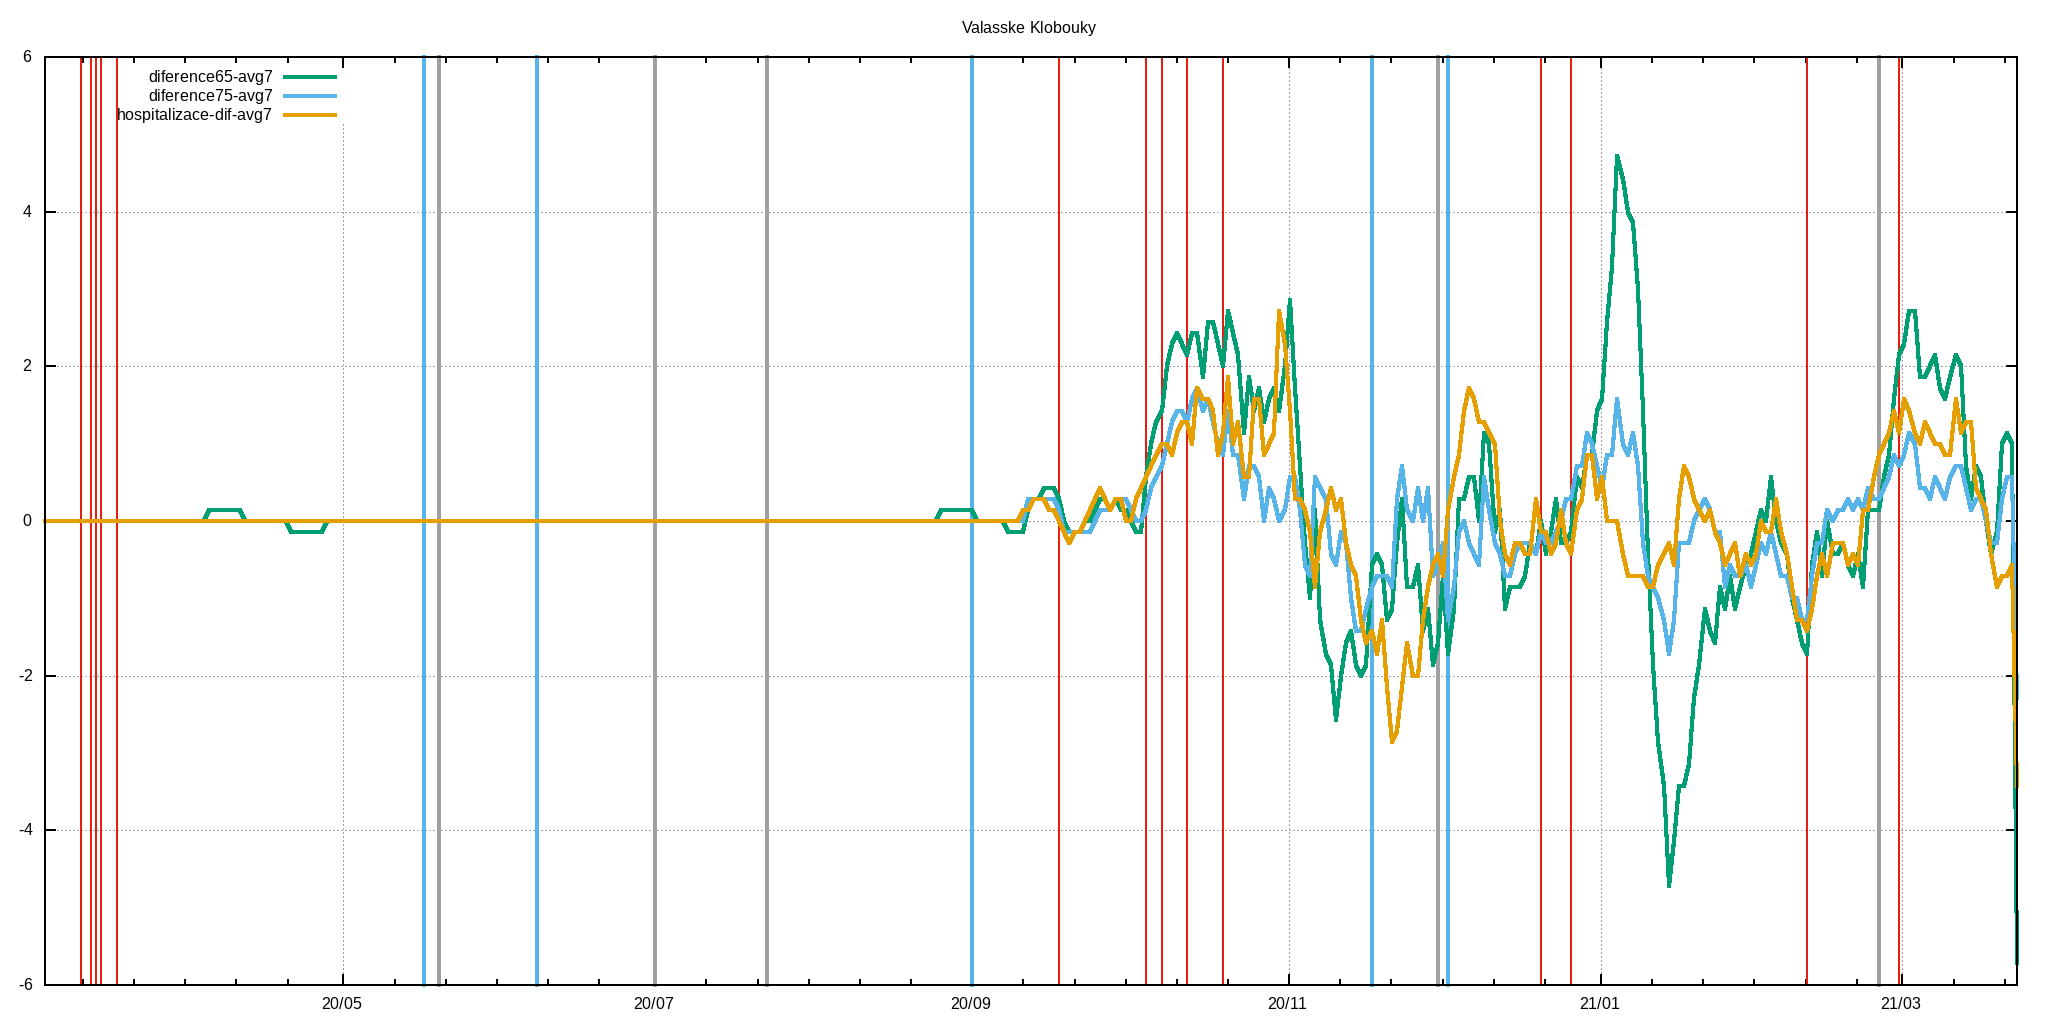 Valasske Klobouky
6
diference65-avg7
diference75-avg7
hospitalizace-dif-avg7
4
2
0
-2
-4
-6
20/05 20/07 20/09 20/11 21/01 21/03